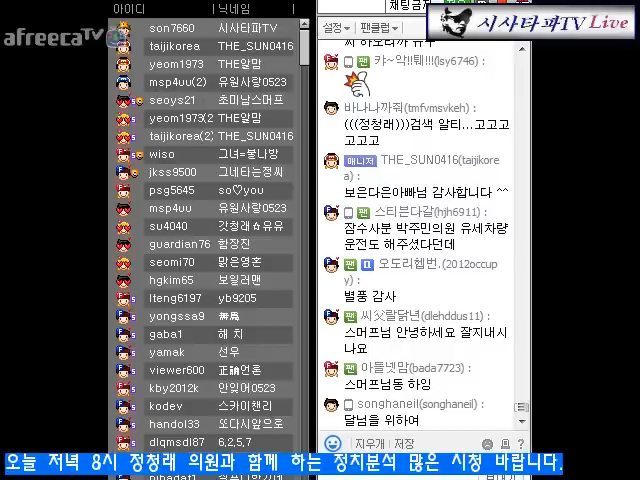 아이디 닉네임
afreecaTV
son7660 시사타파TV
taijikorea THE_SUN0416
yeom1973 THE알맘
msp4uu(2) 유원사랑0523
seoys21 초미남스머프
yeom1973(2) THE알맘
taijikorea(2) THE_SUN0416
wiso 그녀=불나방
jkss9500 그네타는정씨
psg5645 so♡you
msp4uu 유원사랑0523
su4040 갓청래☆유유
guardian76 함장진
seomi70 맑은영혼
hgkim65 보일러맨
lteng6197 yb9205
yongssa9 無馬
gaba1 해 치
yamak 선우
viewer600 正論언혼
kby2012k 안잊어0523
kodev 스카이핸리
handol33 또다시앞으로
dlqmsdl87 6,2,5,7
채팅금지
시사타파TV Live
설정 팬클럽
팬 캬~악!!퉤!!!(lsy6746) :
바나나까줘(tmfvmsvkeh) :
(((정청래)))검색 알티...고고고
고고고고
매니저 THE_SUN0416(taijikorea) :
보은다은아빠님 감사합니다 ^^
팬 스티븐다갈(hjh6911) :
잠수사분 박주민의원 유세차량
운전도 해주셨다던데
팬 오도리헵번.(2012occupy) :
별풍 감사
팬 씨父랄닭년(dlehddus11) :
스머프님 안녕하세요 잘지내시
나요
팬 아들넷맘(bada7723) :
스머프님동 하잉
songhaneil(songhaneil) :
달님을 위하여
지우개 저장
오늘 저녁 8시 정청래 의원과 함께 하는 정치분석 많은 시청 바랍니다.